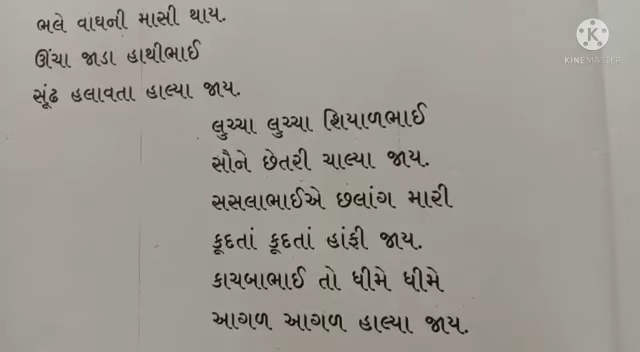 ભલે વાઘની માસી થાય.
ઊંચા જાડા હાથીભાઈ
સૂંઢ હલાવતા હાલ્યા જાય.
લુચ્ચા લુચ્ચા શિયાળભાઈ
સૌને છેતરી ચાલ્યા જાય.
સસલાભાઈએ છલાંગ મારી
કૂદતાં કૂદતાં હાંફી જાય.
કાચબાભાઈ તો ધીમે ધીમે
આગળ આગળ હાલ્યા જાય.
K
KINEMASTER